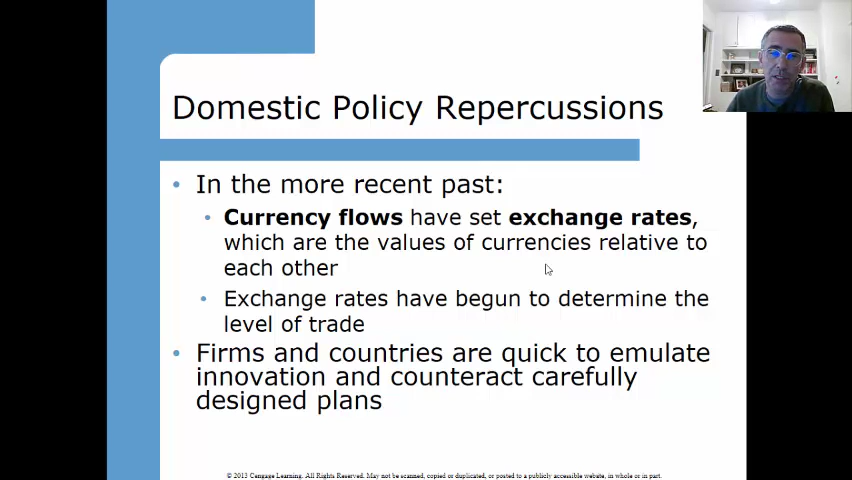 Domestic Policy Repercussions
• In the more recent past:
• Currency flows have set exchange rates,
which are the values of currencies relative to
each other
• Exchange rates have begun to determine the
level of trade
• Firms and countries are quick to emulate
innovation and counteract carefully
designed plans
© 2013 Cengage Learning. All Rights Reserved. May not be scanned, copied or duplicated, or posted to a publicly accessible website, in whole or in part.